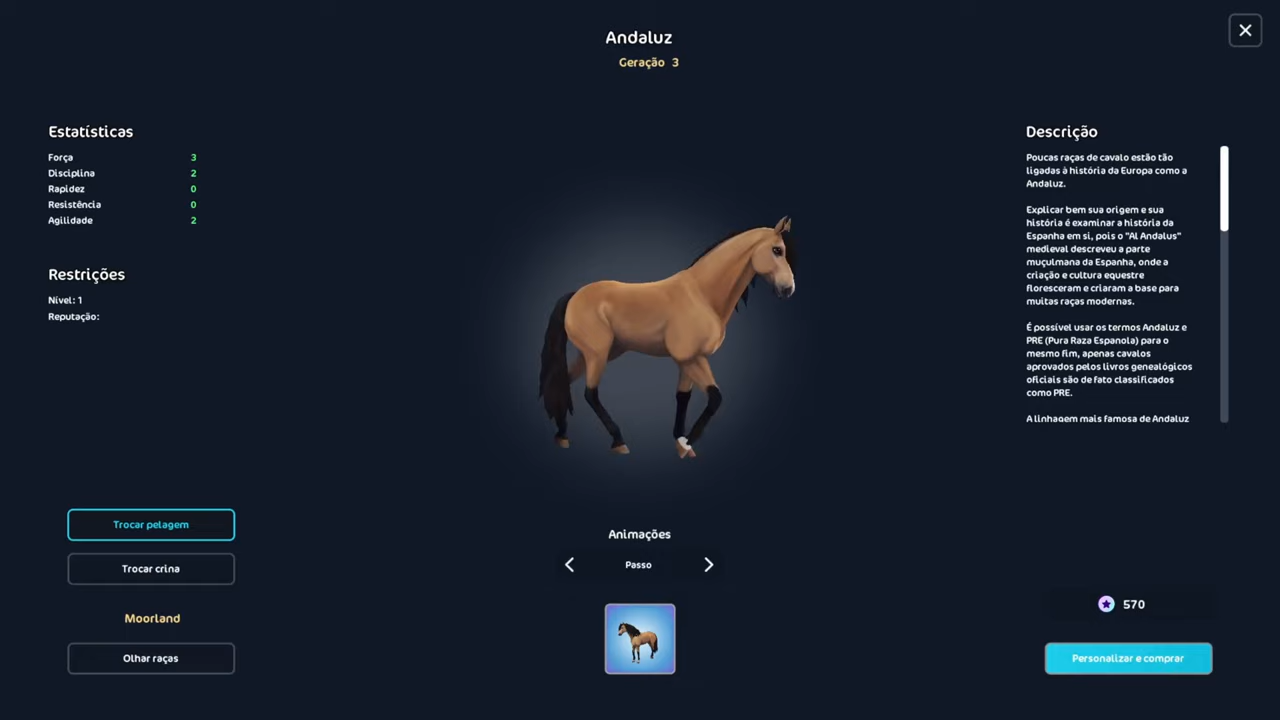 Andaluz
Geração 3
Estatísticas
Força 3
Disciplina 2
Rapidez 0
Resistência 0
Agilidade 2
Restrições
Nível: 1
Reputação:
Trocar pelagem
Trocar crina
Moorland
Olhar raças
Animações
Passo
Descrição
Poucas raças de cavalo estão tão
ligadas à história da Europa como a
Andaluz.
Explicar bem sua origem e sua
história é examinar a história da
Espanha em si, pois o "Al Andalus"
medieval descreveu a parte
muçulmana da Espanha, onde a
criação e cultura equestre
floresceram e criaram a base para
muitas raças modernas.
É possível usar os termos Andaluz e
PRE (Pura Raza Espanola) para o
mesmo fim, apenas cavalos
aprovados pelos livros genealógicos
oficiais são de fato classificados
como PRE.
A linhagem mais famosa de Andaluz
570
Personalizar e comprar